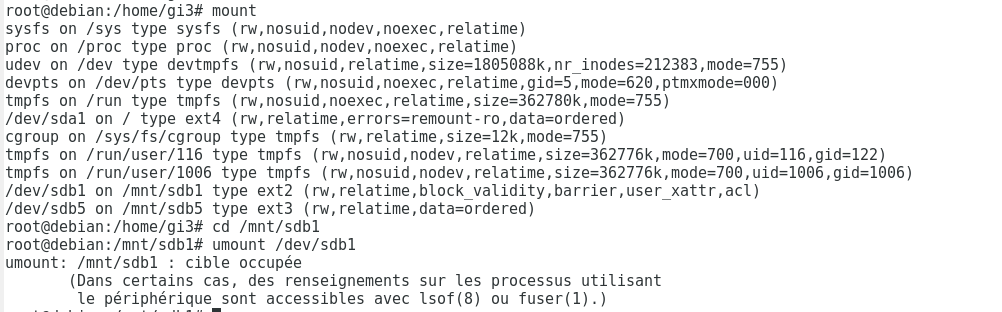 root@debian:/home/gi3# mount
sysfs on /sys type sysfs (rw,nosuid,nodev,noexec,relatime)
proc on /proc type proc (rw,nosuid,nodev,noexec,relatime)
udev on /dev type devtmpfs (rw,nosuid,relatime,size=1805088k,nr_inodes=212383,mode=755)
devpts on /dev/pts type devpts (rw,nosuid,noexec,relatime,gid=5,mode=620,ptmxmode=000)
tmpfs on /run type tmpfs (rw,nosuid,noexec,relatime,size=362780k,mode=755)
/dev/sda1 on / type ext4 (rw,relatime,errors=remount-ro,data=ordered)
cgroup on /sys/fs/cgroup type tmpfs (rw,relatime,size=12k,mode=755)
tmpfs on /run/user/116 type tmpfs (rw,nosuid,nodev,relatime,size=362776k,mode=700,uid=116,gid=122)
tmpfs on /run/user/1006 type tmpfs (rw,nosuid,nodev,relatime,size=362776k,mode=700,uid=1006,gid=1006)
/dev/sdb1 on /mnt/sdb1 type ext2 (rw,relatime,block_validity,barrier,user_xattr,acl)
/dev/sdb5 on /mnt/sdb5 type ext3 (rw,relatime,data=ordered)
root@debian:/home/gi3# cd /mnt/sdb1
root@debian:/mnt/sdb1# umount /dev/sdb1
umount: /mnt/sdb1 : cible occupée
(Dans certains cas, des renseignements sur les processus utilisant
le périphérique sont accessibles avec lsof(8) ou fuser(1).)